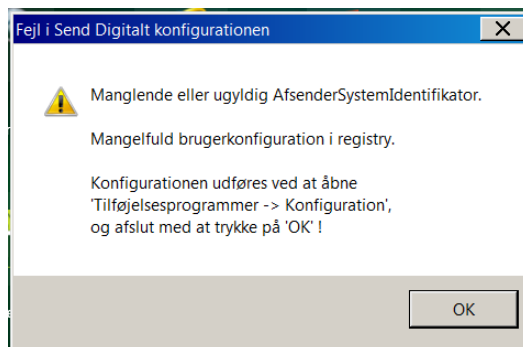 Fejl i Send Digitalt konfigurationen
Manglende eller ugyldig AfsenderSystemIdentifikator.
Mangelfuld brugerkonfiguration i registry.
Konfigurationen udføres ved at åbne
'Tilføjelsesprogrammer -> Konfiguration',
og afslut med at trykke på 'OK' !
OK